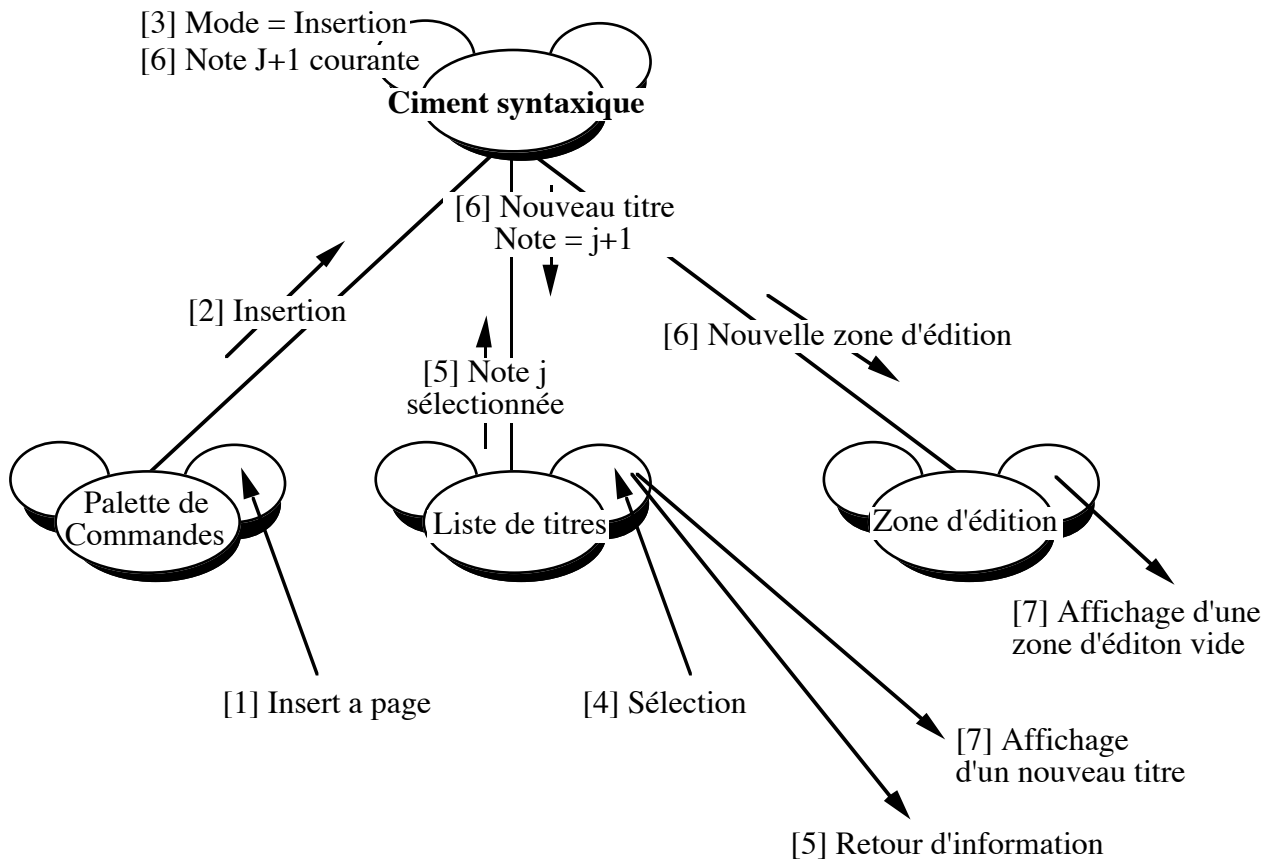 [3] Mode = Insertion
[6] Note J+1 courante
Ciment syntaxique
[6] Nouveau titre
Note = j+1
[2] Insertion
[6] Nouvelle zone d'édition
[5] Note j
sélectionnée
Palette de
Commandes
Liste de titres
Zone d'édition
[7] Affichage d'une
zone d'éditon vide
[1] Insert a page
[4] Sélection
[7] Affichage
d'un nouveau titre
[5] Retour d'information